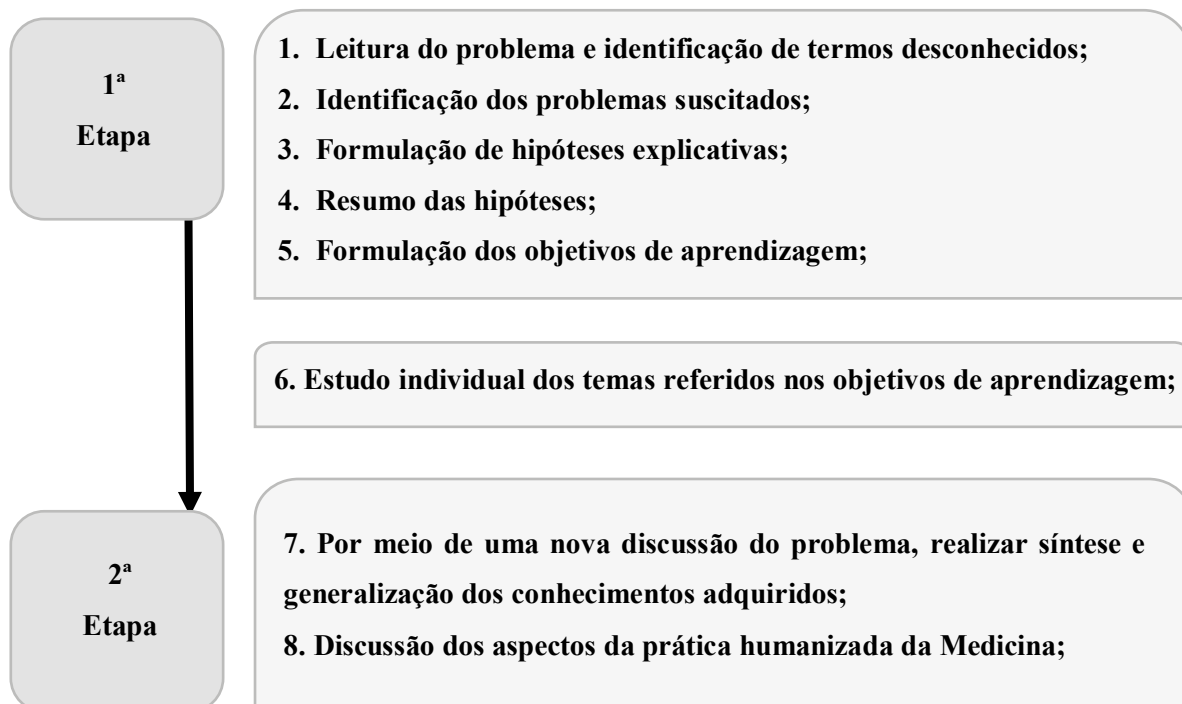 1ª
Etapa
1. Leitura do problema e identificação de termos desconhecidos;
2. Identificação dos problemas suscitados;
3. Formulação de hipóteses explicativas;
4. Resumo das hipóteses;
5. Formulação dos objetivos de aprendizagem;
6. Estudo individual dos temas referidos nos objetivos de aprendizagem;
2ª
Etapa
7. Por meio de uma nova discussão do problema, realizar síntese e
generalização dos conhecimentos adquiridos;
8. Discussão dos aspectos da prática humanizada da Medicina;